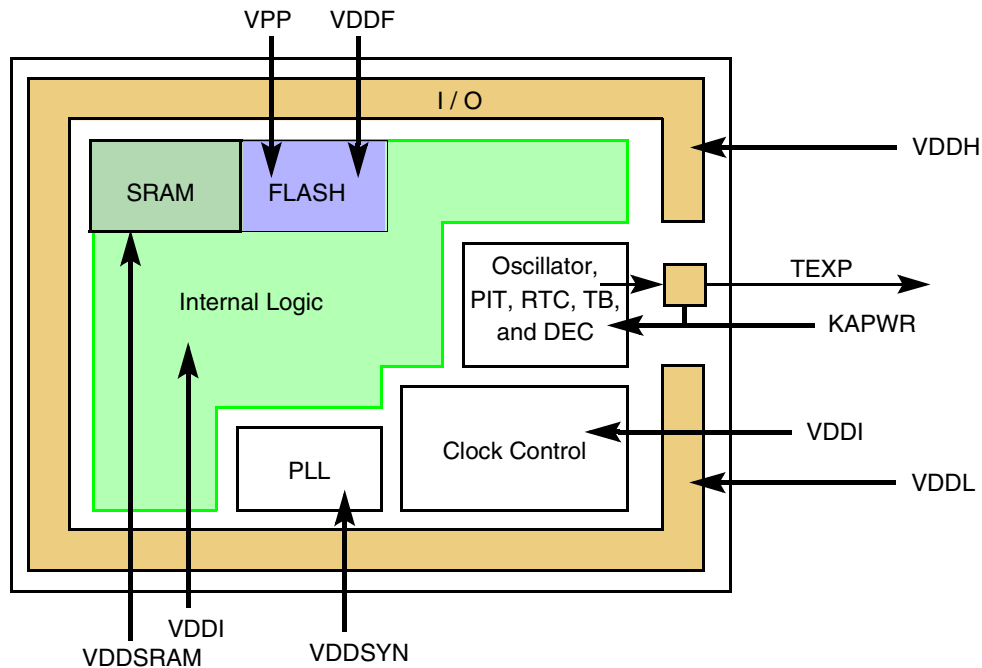 VPP
VDDF
I / O
VDDH
SRAM
FLASH
Oscillator,
PIT, RTC, TB,
and DEC
TEXP
Internal Logic
KAPWR
VDDI
Clock Control
PLL
VDDL
VDDI
VDDSRAM
VDDSYN